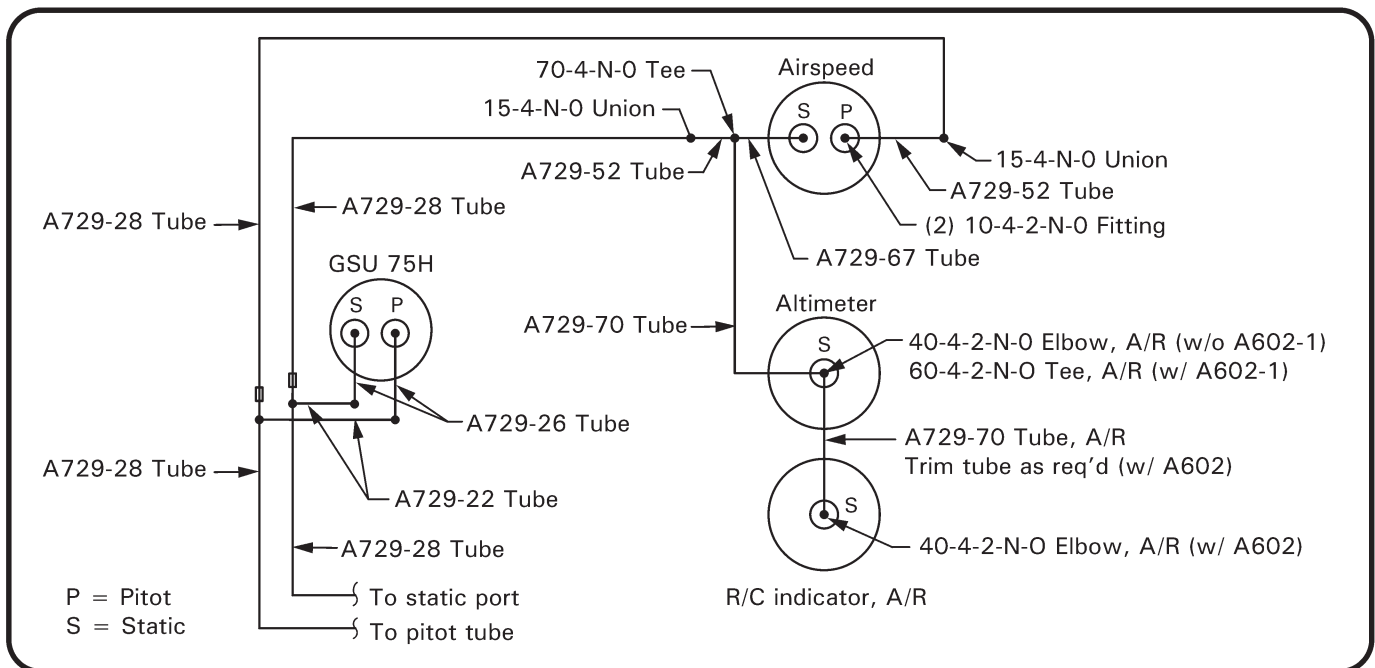 70-4-N-0 Tee
Airspeed
15-4-N-0 Union
S
P
15-4-N-0 Union
A729-52 Tube
A729-52 Tube
A729-28 Tube
A729-28 Tube
(2) 10-4-2-N-0 Fitting
A729-67 Tube
GSU 75H
S
P
Altimeter
A729-70 Tube
S
40-4-2-N-0 Elbow, A/R (w/o A602-1)
60-4-2-N-O Tee, A/R (w/ A602-1)
A729-26 Tube
A729-70 Tube, A/R
Trim tube as req'd (w/ A602)
A729-28 Tube
A729-22 Tube
S
A729-28 Tube
40-4-2-N-O Elbow, A/R (w/ A602)
P = Pitot
S = Static
To static port
To pitot tube
R/C indicator, A/R